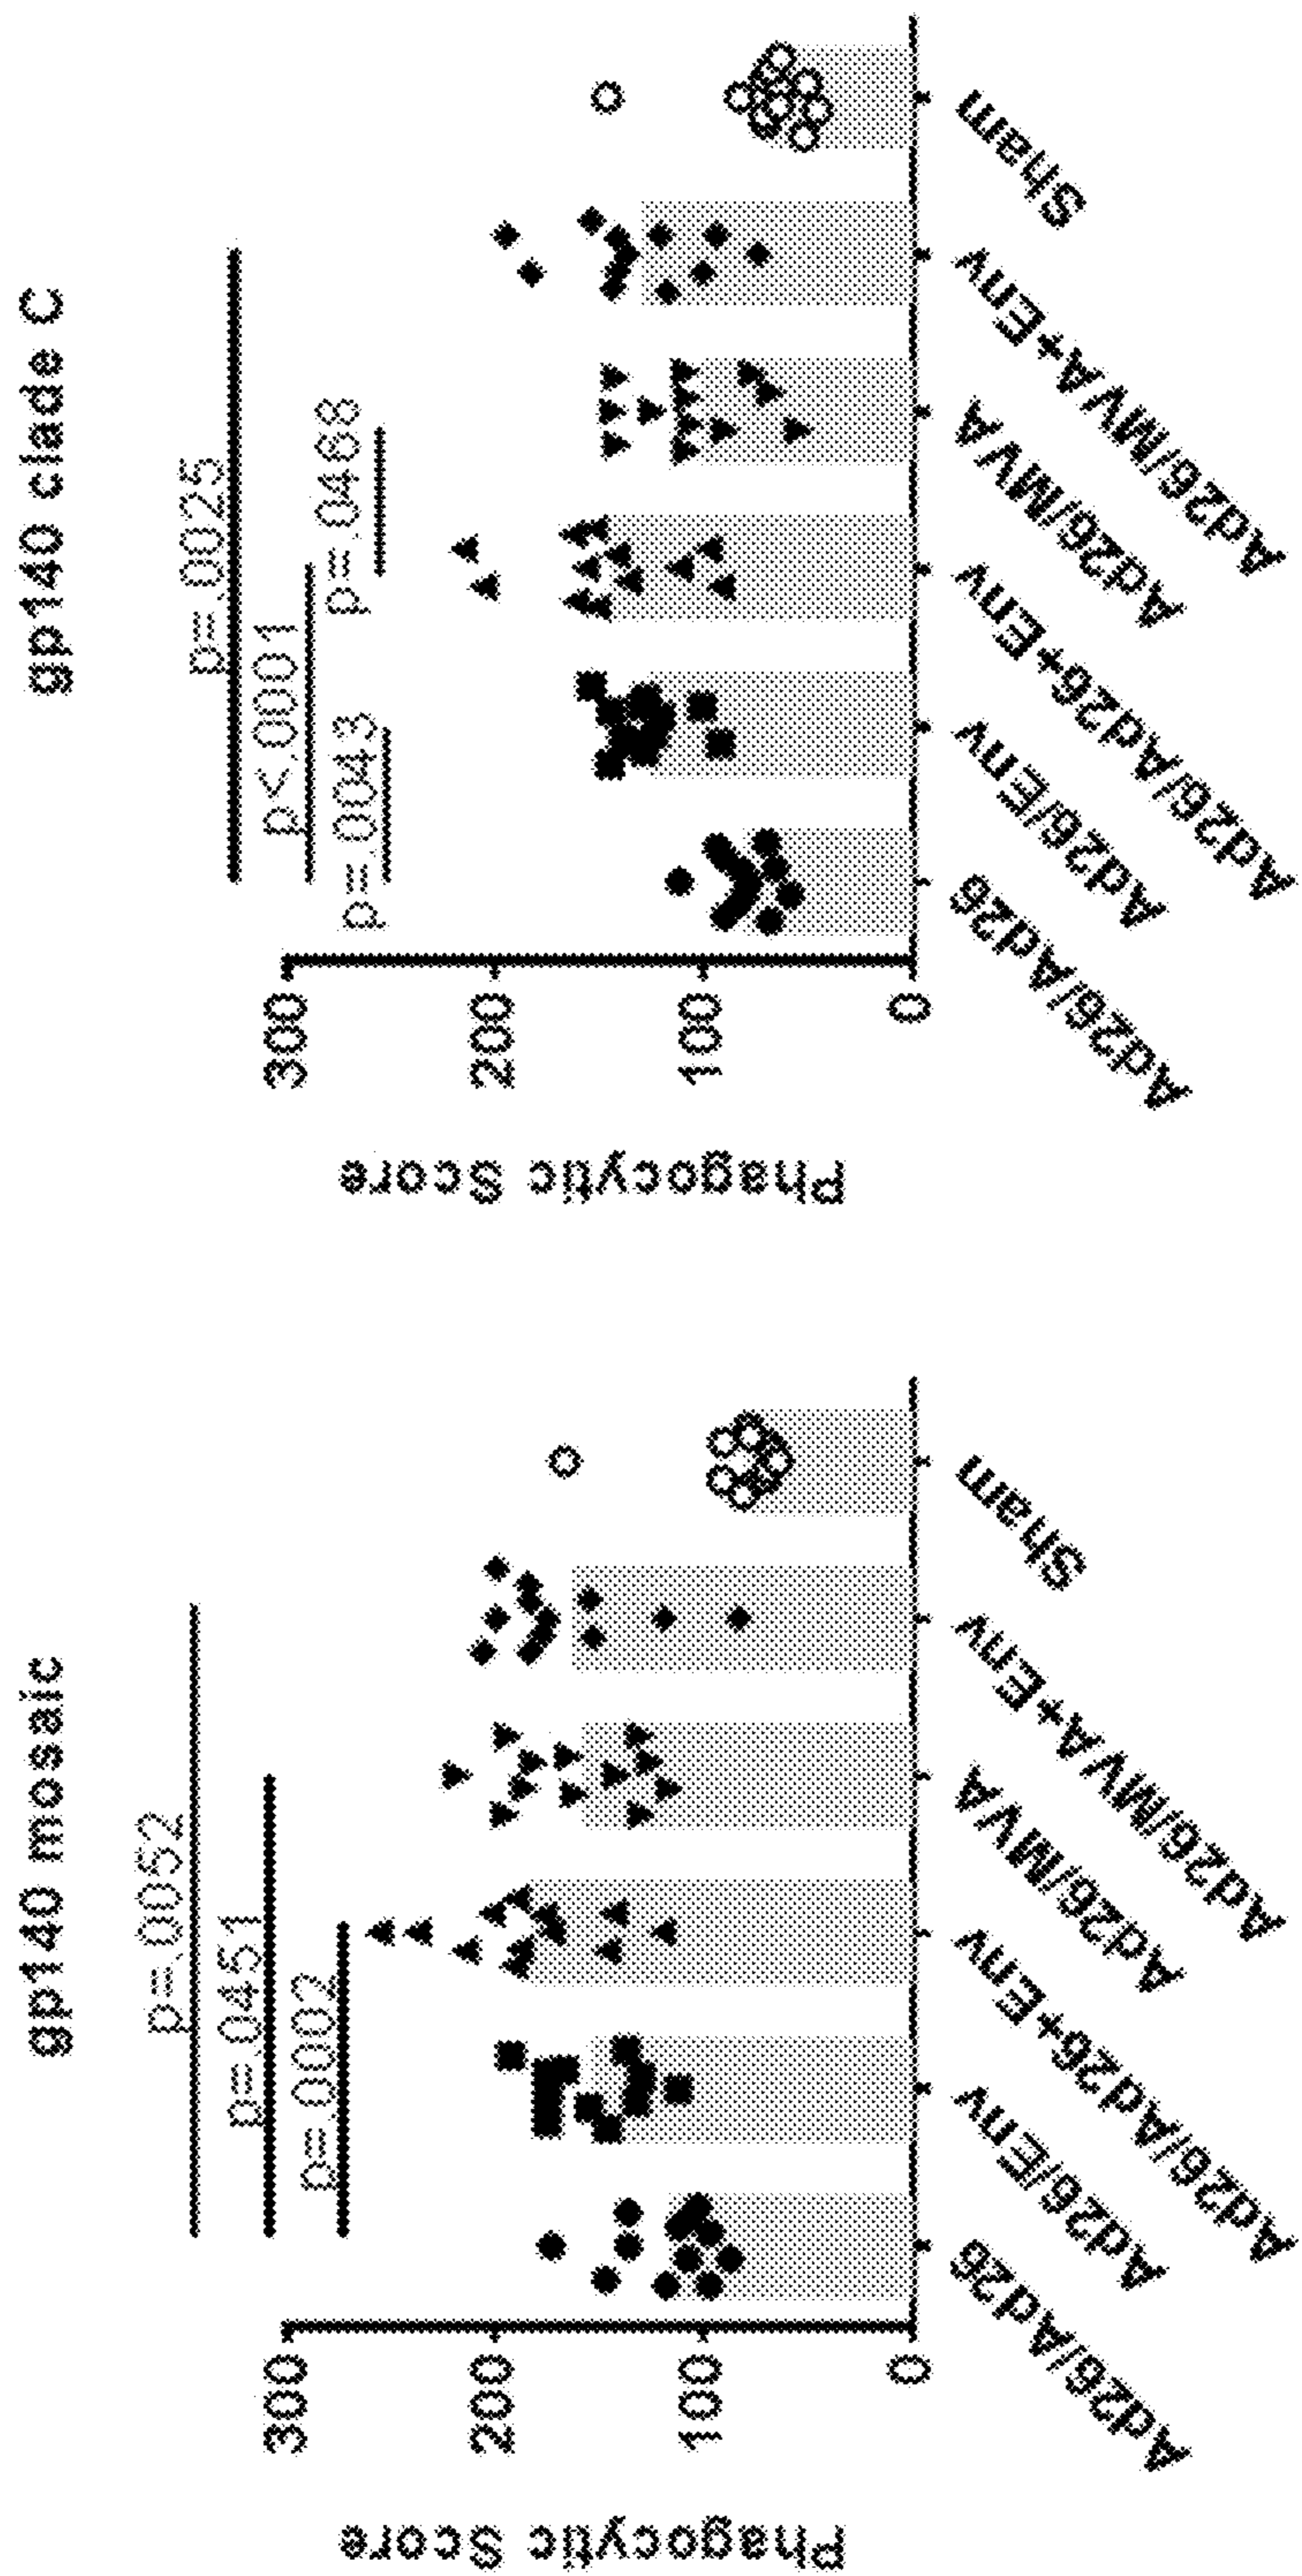 gp140 mosaic
p=.0052
p=.0451
p=.0002
Phagocytic Score
300
200
100
0
Ad26/Ad26
Ad26/Env
Ad26/Ad26+Env
Ad26/MVA
Ad26/MVA+Env
Sham
gp140 clade C
p=.0025
p<.0001
p=.0043
p=.0468
Phagocytic Score
300
200
100
0
Ad26/Ad26
Ad26/Env
Ad26/Ad26+Env
Ad26/MVA
Ad26/MVA+Env
Sham